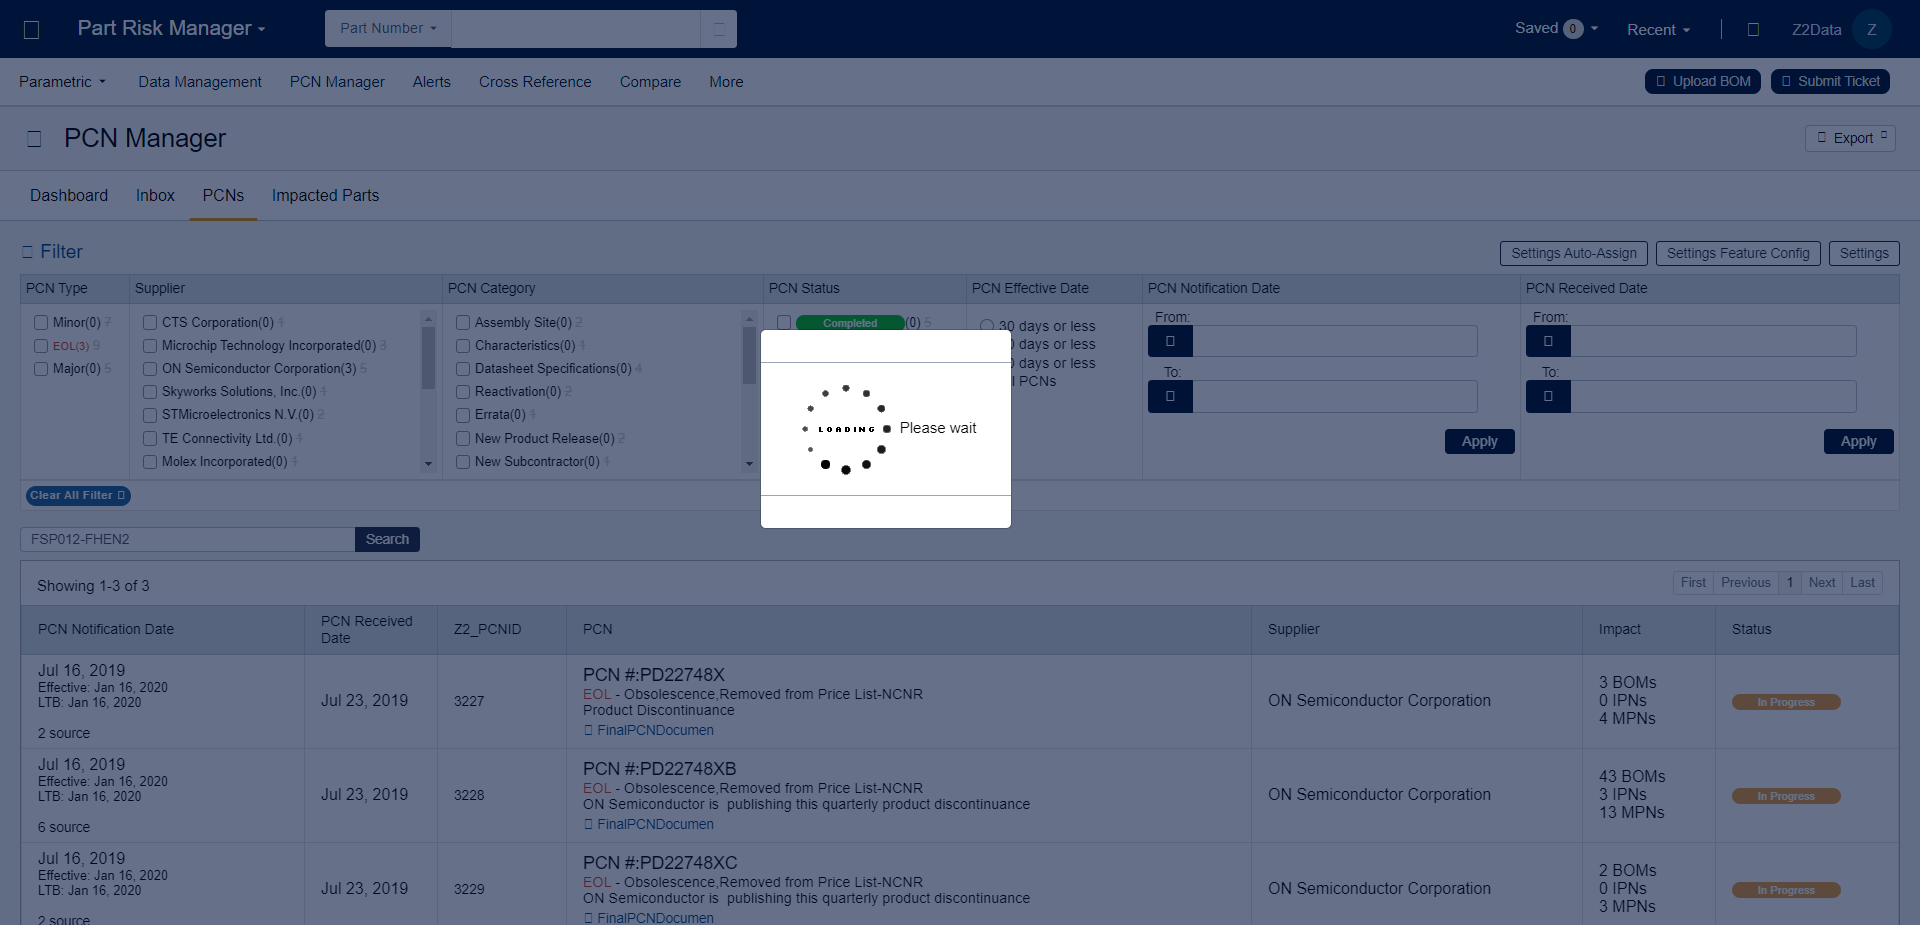 Part Risk Manager
Part Number
Saved 0
Recent
Z2Data
Z
Parametric
Data Management
PCN Manager
Alerts
Cross Reference
Compare
More
Upload BOM
Submit Ticket
PCN Manager
Export
Dashboard
Inbox
PCNs
Impacted Parts
Filter
Settings Auto-Assign
Settings Feature Config
Settings
PCN Type
Supplier
PCN Category
PCN Status
PCN Effective Date
PCN Notification Date
PCN Received Date
Minor(0) 7
EOL(3) 9
Major(0) 5
CTS Corporation(0) 1
Microchip Technology Incorporated(0) 3
ON Semiconductor Corporation(3) 5
Skyworks Solutions, Inc.(0) 1
STMicroelectronics N.V.(0) 2
TE Connectivity Ltd.(0) 1
Molex Incorporated(0) 1
Assembly Site(0) 2
Characteristics(0) 1
Datasheet Specifications(0) 4
Reactivation(0) 2
Errata(0) 1
New Product Release(0) 2
New Subcontractor(0) 1
Completed (0) 5
30 days or less
0 days or less
0 days or less
l PCNs
From:
To:
Apply
From:
To:
Apply
LOADING
Please wait
Clear All Filter
FSP012-FHEN2
Search
Showing 1-3 of 3
First Previous 1 Next Last
PCN Notification Date
PCN Received
Date
Z2_PCNID
PCN
Supplier
Impact
Status
Jul 16, 2019
Effective: Jan 16, 2020
LTB: Jan 16, 2020
2 source
Jul 23, 2019
3227
PCN #:PD22748X
EOL - Obsolescence,Removed from Price List-NCNR
Product Discontinuance
FinalPCNDocumen
ON Semiconductor Corporation
3 BOMs
0 IPNs
4 MPNs
In Progress
Jul 16, 2019
Effective: Jan 16, 2020
LTB: Jan 16, 2020
6 source
Jul 23, 2019
3228
PCN #:PD22748XB
EOL - Obsolescence,Removed from Price List-NCNR
ON Semiconductor is publishing this quarterly product discontinuance
FinalPCNDocumen
ON Semiconductor Corporation
43 BOMs
3 IPNs
13 MPNs
In Progress
Jul 16, 2019
Effective: Jan 16, 2020
LTB: Jan 16, 2020
2 source
Jul 23, 2019
3229
PCN #:PD22748XC
EOL - Obsolescence,Removed from Price List-NCNR
ON Semiconductor is publishing this quarterly product discontinuance
FinalPCNDocumen
ON Semiconductor Corporation
2 BOMs
0 IPNs
3 MPNs
In Progress